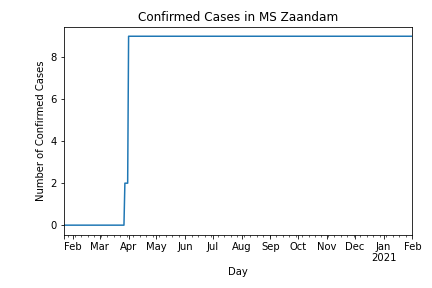 Confirmed Cases in MS Zaandam
Number of Confirmed Cases
8
6
4
2
0
Feb Mar Apr May Jun Jul Aug Sep Oct Nov Dec Jan Feb
2021
Day